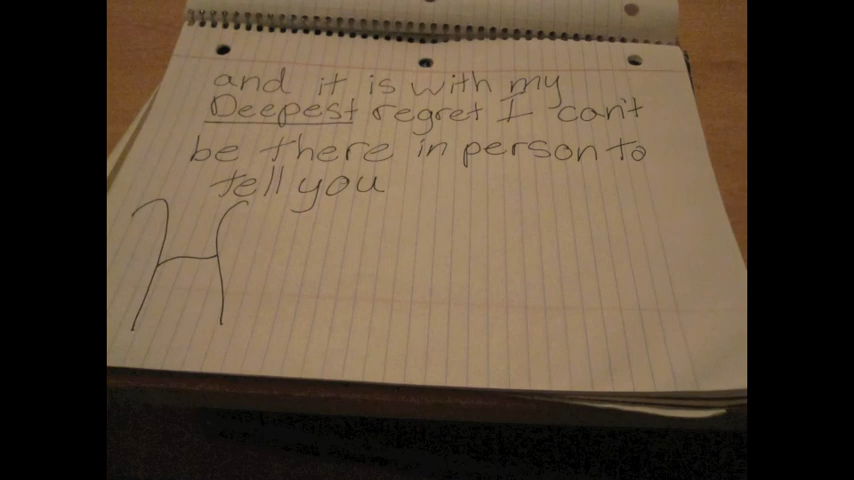 and it is with my
Deepest regret I can't
be there in person to
tell you
H